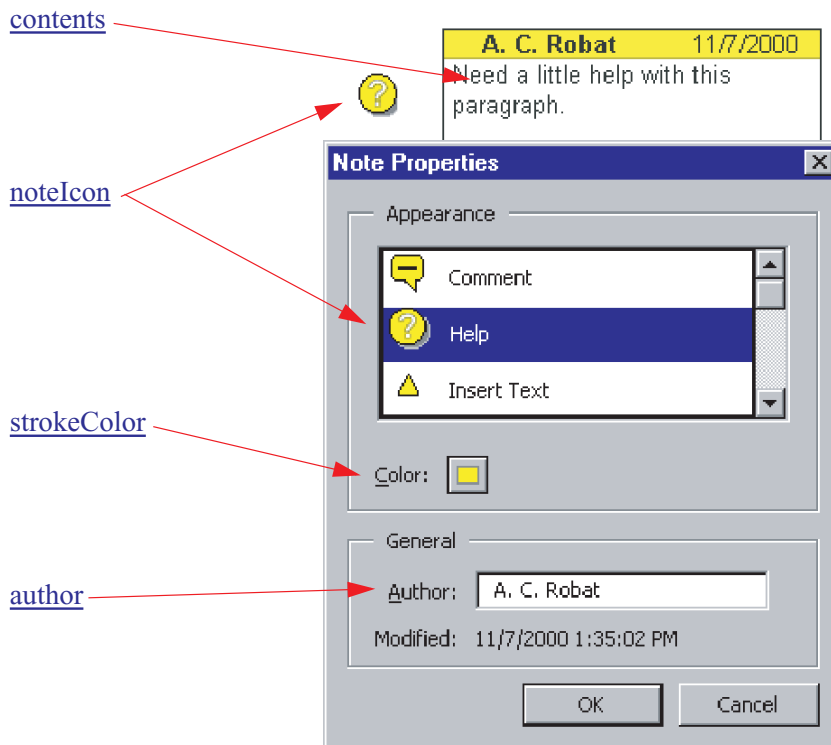 contents
A. C. Robat 11/7/2000
Need a little help with this
paragraph.
Note Properties
noteIcon
Appearance
Comment
Help
Insert Text
strokeColor
Color:
General
author
Author: A. C. Robat
Modified: 11/7/2000 1:35:02 PM
OK Cancel